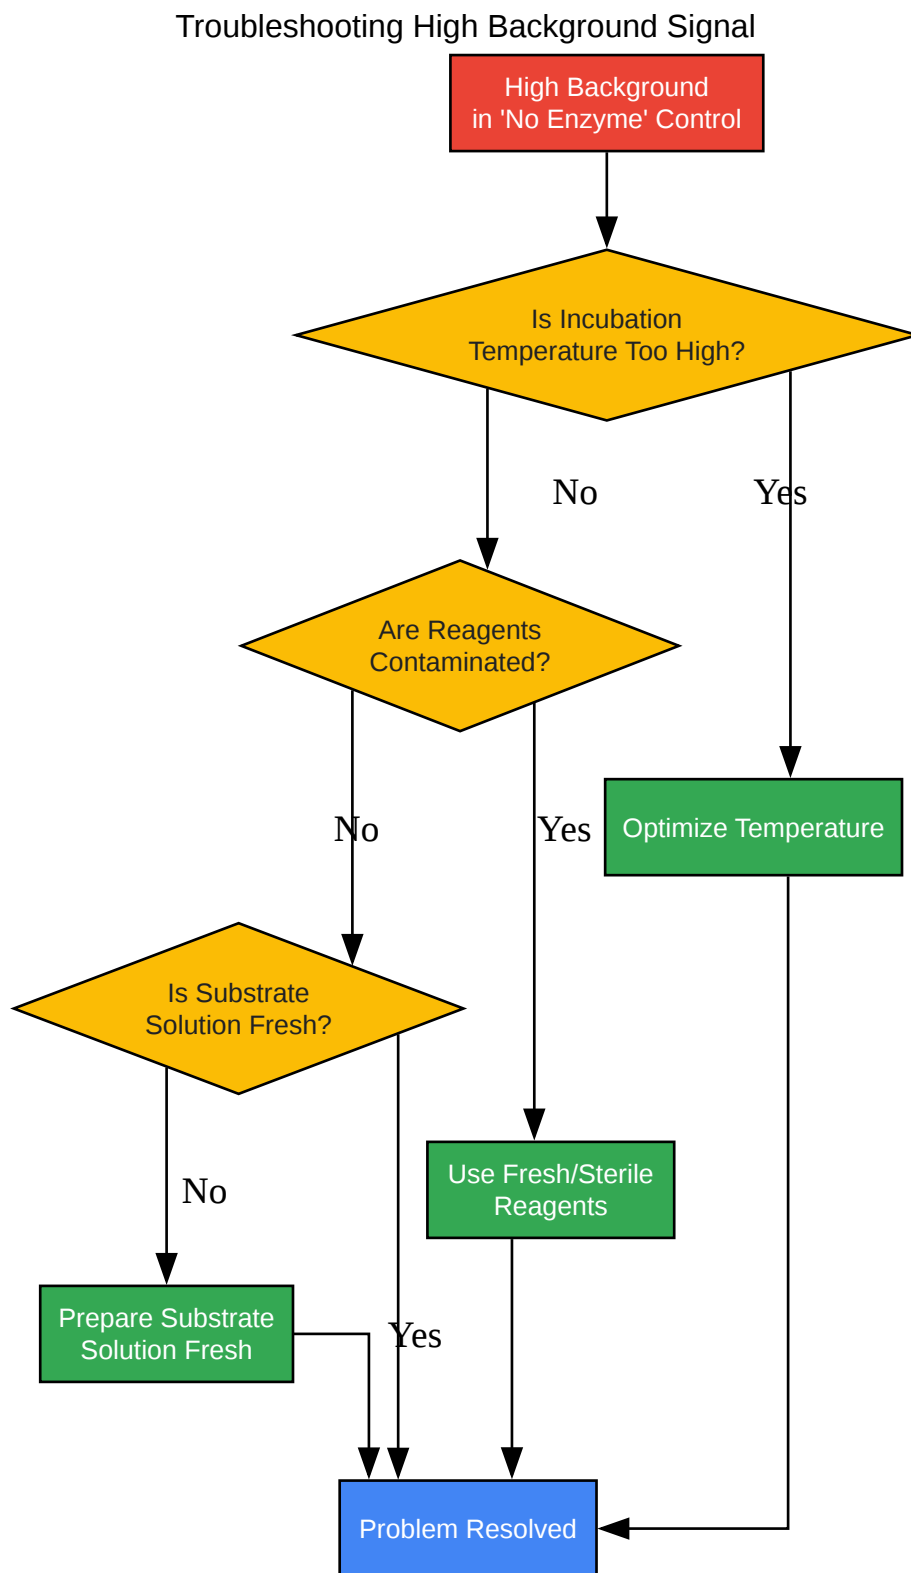 Troubleshooting High Background Signal
High Background
in 'No Enzyme' Control
Is Incubation
Temperature Too High?
No
Yes
Are Reagents
Contaminated?
No
Yes
Optimize Temperature
Is Substrate
Solution Fresh?
No
Use Fresh/Sterile
Reagents
Prepare Substrate
Solution Fresh
Yes
Problem Resolved